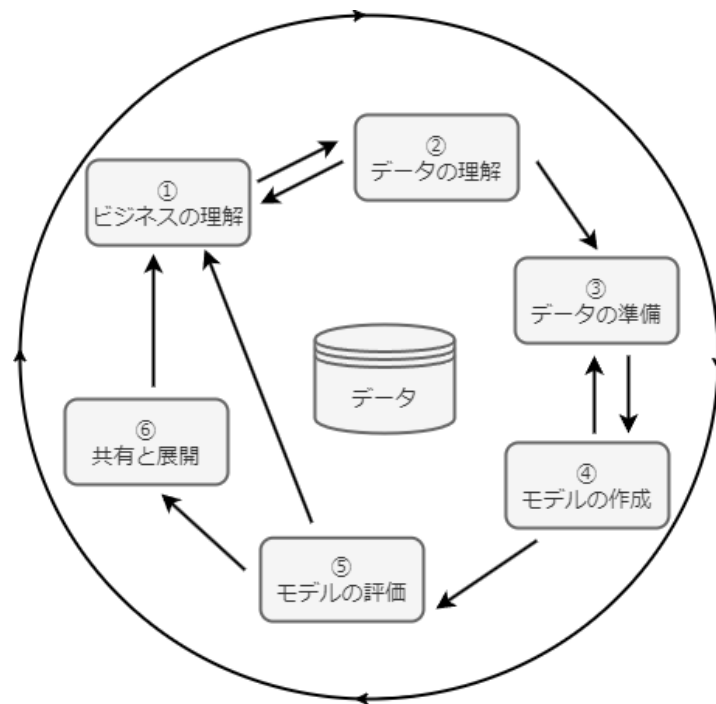 ①
ビジネスの理解
②
データの理解
③
データの準備
④
モデルの作成
⑤
モデルの評価
⑥
共有と展開
データ